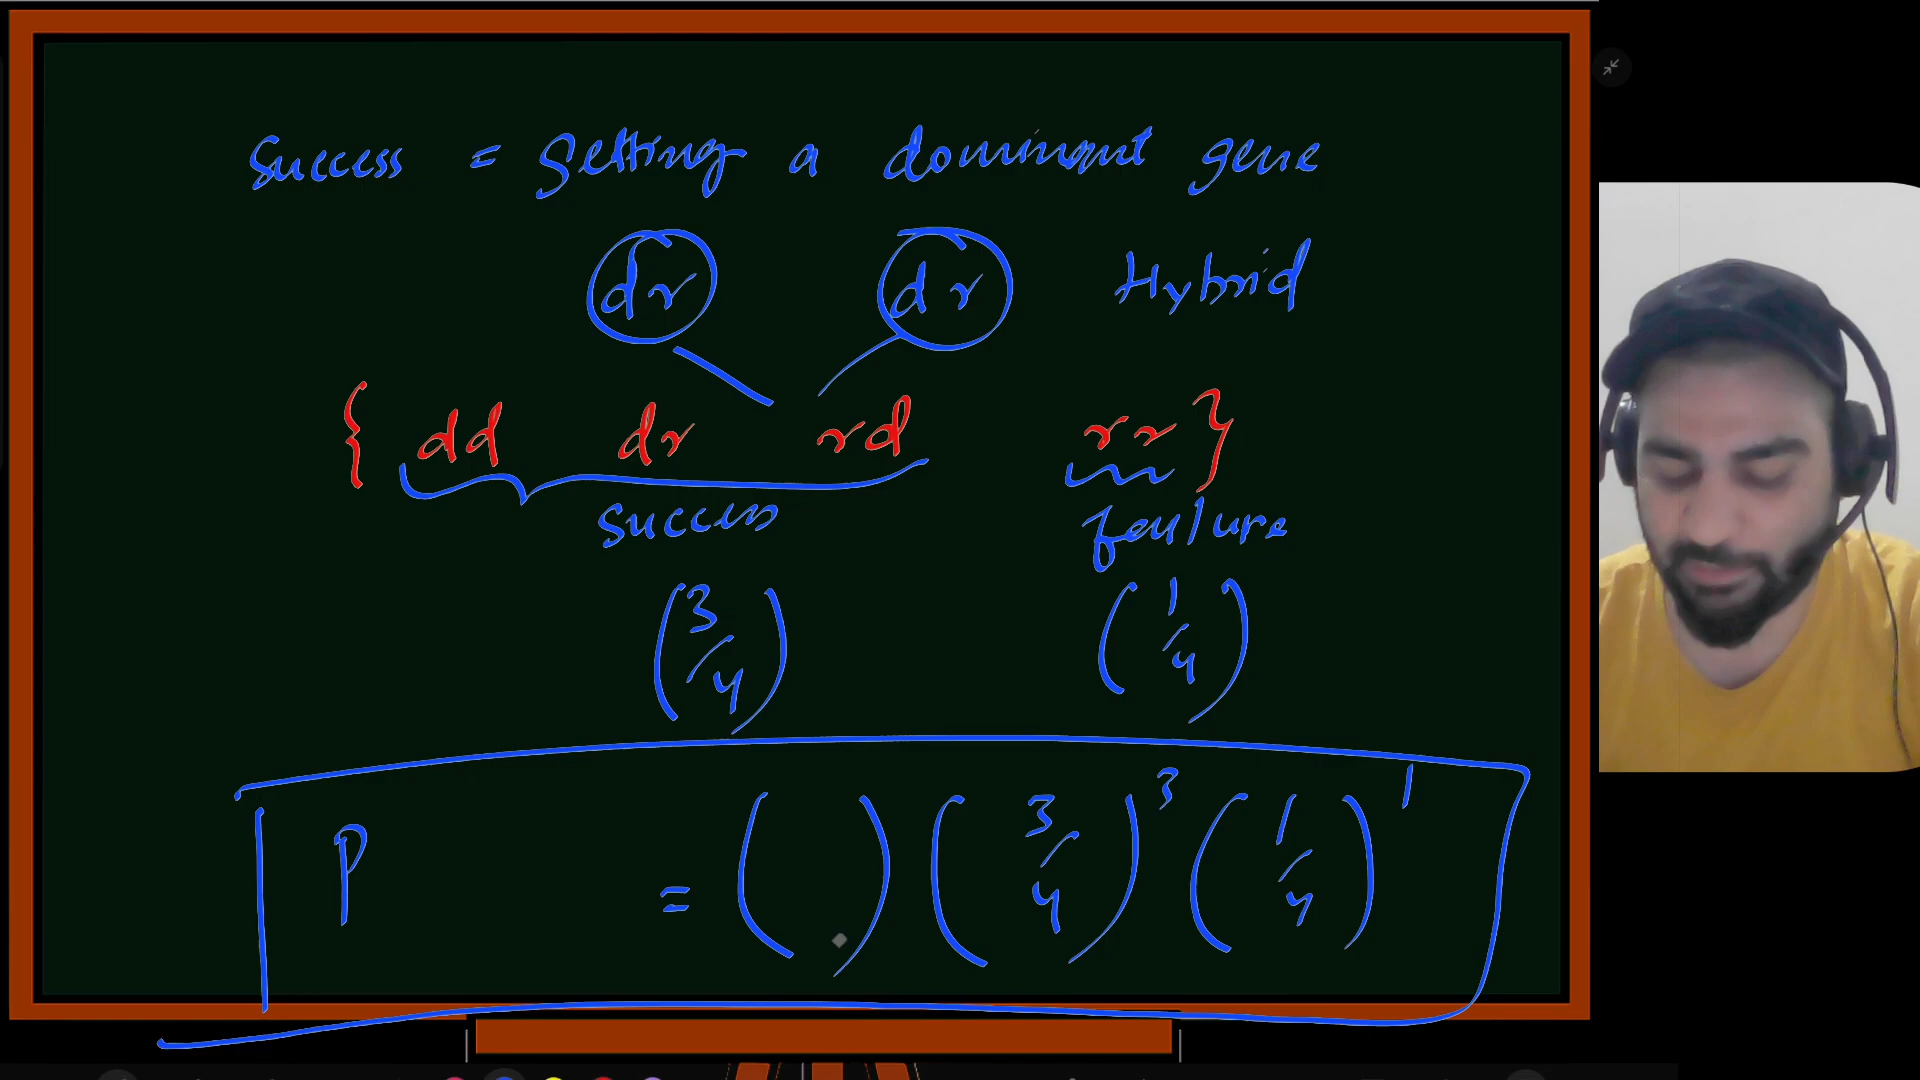 Success = Getting a dominant gene
dr dr Hybrid
{ dd dr rd rr }
Success failure
(3/4) (1/4)
P = ( ) (3/4)^3 (1/4)^1